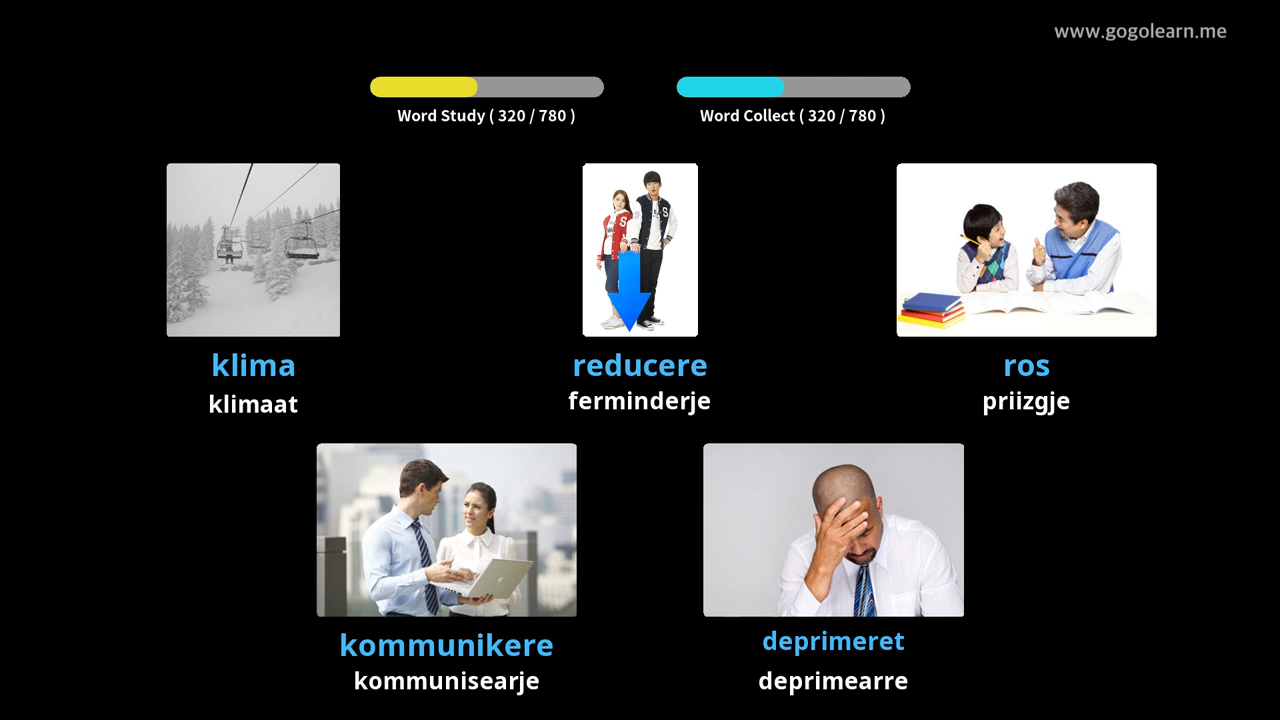 www.gogolearn.me
Word Study ( 320 / 780 )
Word Collect ( 320 / 780 )
klima
klimaat
reducere
ferminderje
ros
priizgje
kommunikere
kommunisearje
deprimeret
deprimearre